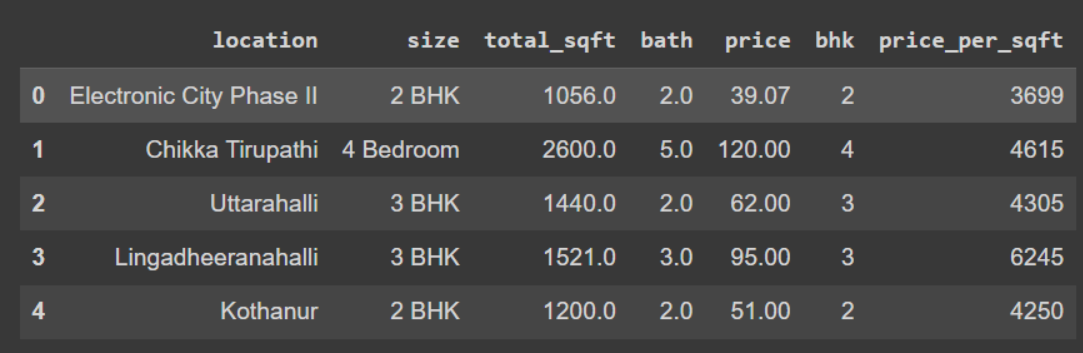 location size total_sqft bath price bhk price_per_sqft
0 Electronic City Phase II 2 BHK 1056.0 2.0 39.07 2 3699
1 Chikka Tirupathi 4 Bedroom 2600.0 5.0 120.00 4 4615
2 Uttarahalli 3 BHK 1440.0 2.0 62.00 3 4305
3 Lingadheeranahalli 3 BHK 1521.0 3.0 95.00 3 6245
4 Kothanur 2 BHK 1200.0 2.0 51.00 2 4250